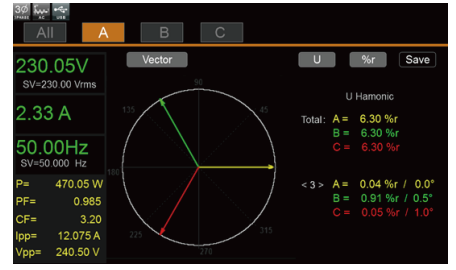 3Ø AC USB
PHASE
All A B C
230.05V
SV=230.00 Vrms
2.33 A
50.00Hz
SV=50.000 Hz
P= 470.05 W
PF= 0.985
CF= 3.20
Ipp= 12.075 A
Vpp= 240.50 V
Vector
90
135 45
180
225 315
270
U %r Save
U Hamonic
Total: A = 6.30 %r
B = 6.30 %r
C = 6.30 %r
< 3 > A = 0.04 %r / 0.0°
B = 0.91 %r / 0.5°
C = 0.05 %r / 1.0°